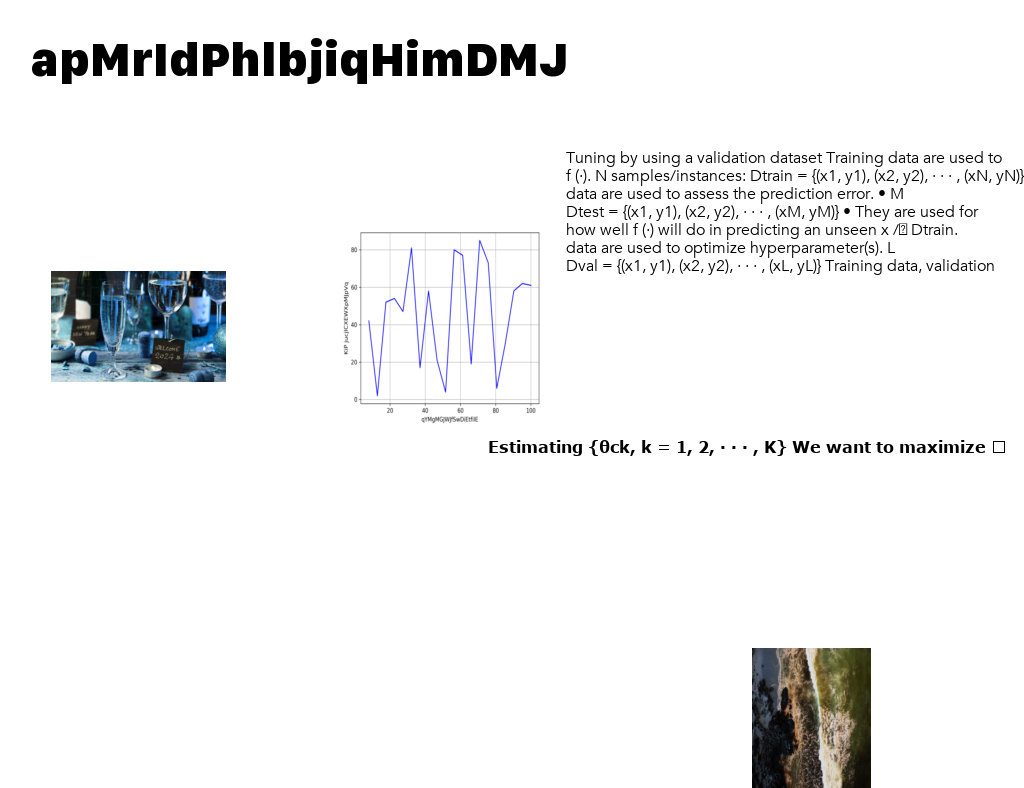 apMrIdPhlbjiqHimDMJ
Tuning by using a validation dataset Training data are used to
f (·). N samples/instances: Dtrain = {(x1, y1), (x2, y2), · · · , (xN, yN)}
data are used to assess the prediction error. • M
Dtest = {(x1, y1), (x2, y2), · · · , (xM, yM)} • They are used for
how well f (·) will do in predicting an unseen x / Dtrain.
data are used to optimize hyperparameter(s). L
Dval = {(x1, y1), (x2, y2), · · · , (xL, yL)} Training data, validation
80
60
40
20
0
20 40 60 80 100
Estimating {θck, k = 1, 2, · · · , K} We want to maximize
WELCOME
2024